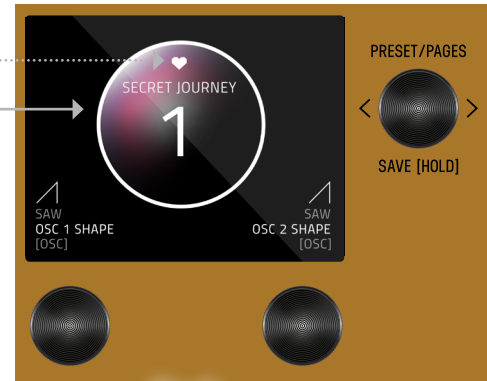 PRESET/PAGES
SECRET JOURNEY
1
< >
SAVE [HOLD]
SAW
OSC 1 SHAPE
[OSC]
SAW
OSC 2 SHAPE
[OSC]